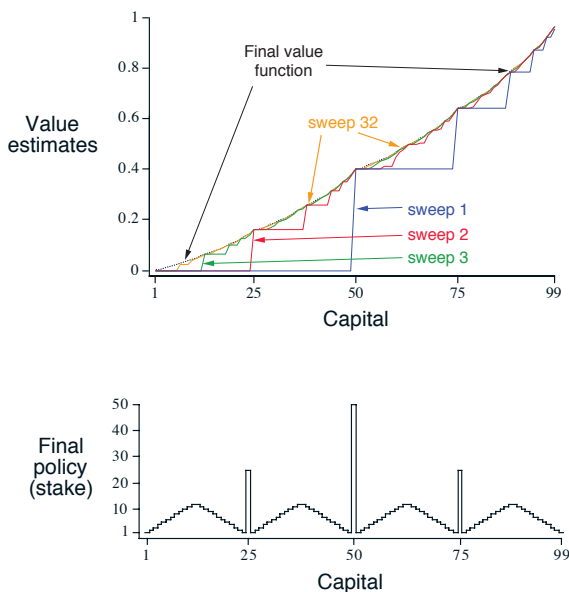 1
Final value
function
0.8
Value
estimates
0.6
sweep 32
0.4
sweep 1
0.2
sweep 2
sweep 3
0
1
25
50
75
99
Capital
50
40
Final
policy
(stake)
30
20
10
1
1
25
50
75
99
Capital